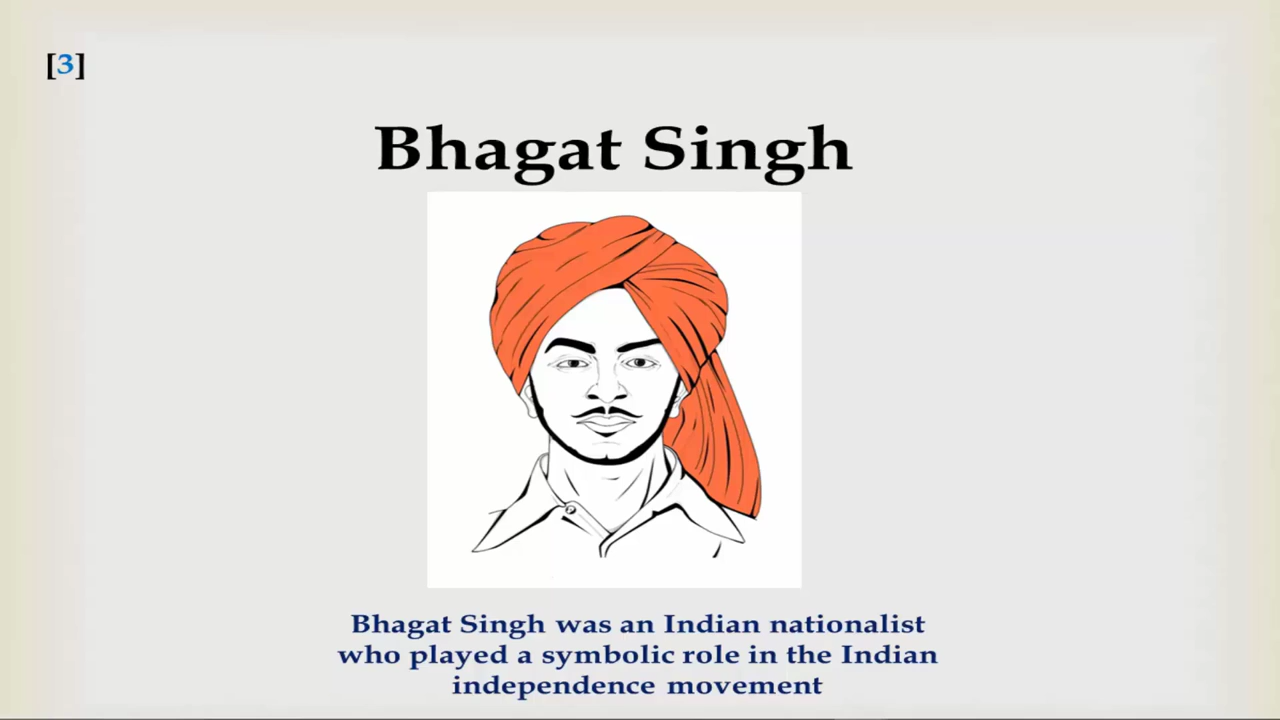 [3]
Bhagat Singh
Bhagat Singh was an Indian nationalist
who played a symbolic role in the Indian
independence movement